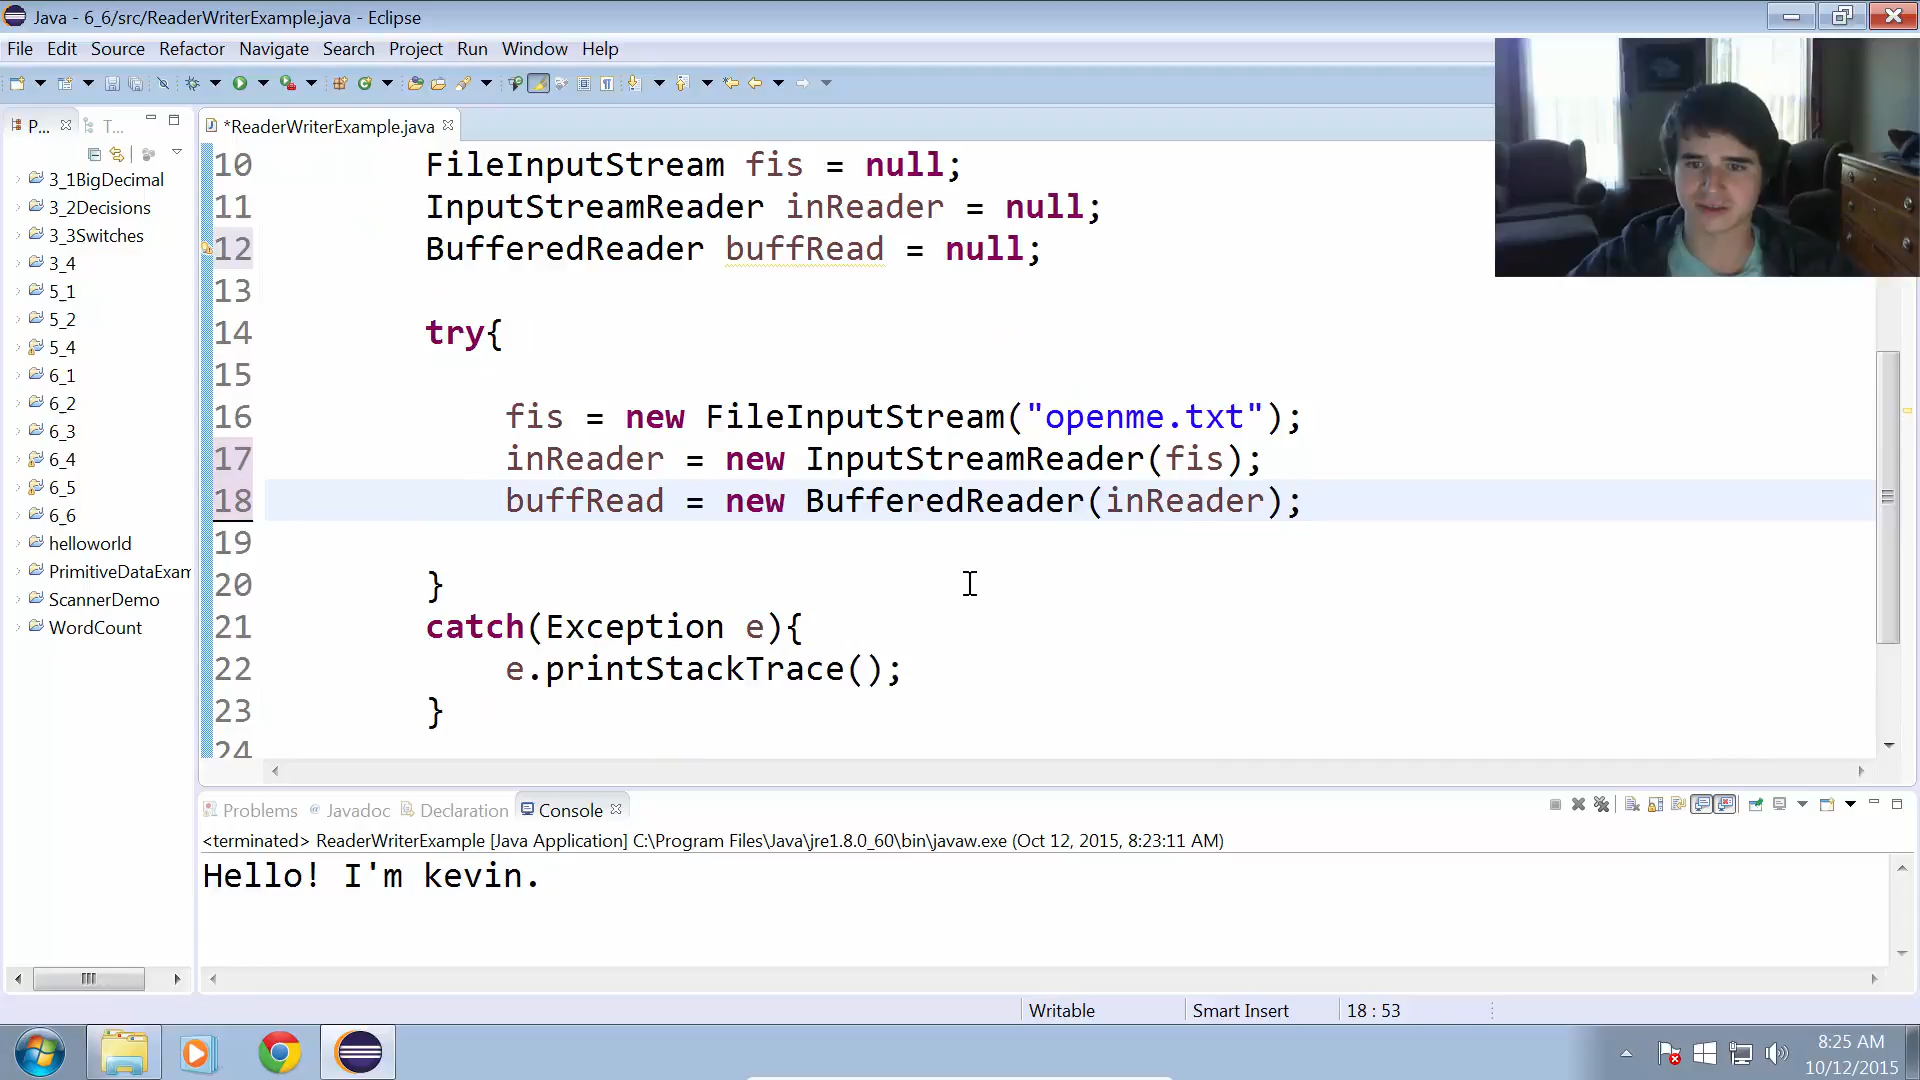 Java - 6_6/src/ReaderWriterExample.java - Eclipse
File Edit Source Refactor Navigate Search Project Run Window Help
P... T...
*ReaderWriterExample.java
3_1BigDecimal
3_2Decisions
3_3Switches
3_4
5_1
5_2
5_4
6_1
6_2
6_3
6_4
6_5
6_6
helloworld
PrimitiveDataExam
ScannerDemo
WordCount
10 FileInputStream fis = null;
11 InputStreamReader inReader = null;
12 BufferedReader buffRead = null;
13
14 try{
15
16 fis = new FileInputStream("openme.txt");
17 inReader = new InputStreamReader(fis);
18 buffRead = new BufferedReader(inReader);
19
20 }
21 catch(Exception e){
22 e.printStackTrace();
23 }
24
Problems @ Javadoc Declaration Console
<terminated> ReaderWriterExample [Java Application] C:\Program Files\Java\jre1.8.0_60\bin\javaw.exe (Oct 12, 2015, 8:23:11 AM)
Hello! I'm kevin.
Writable Smart Insert 18 : 53
8:25 AM
10/12/2015